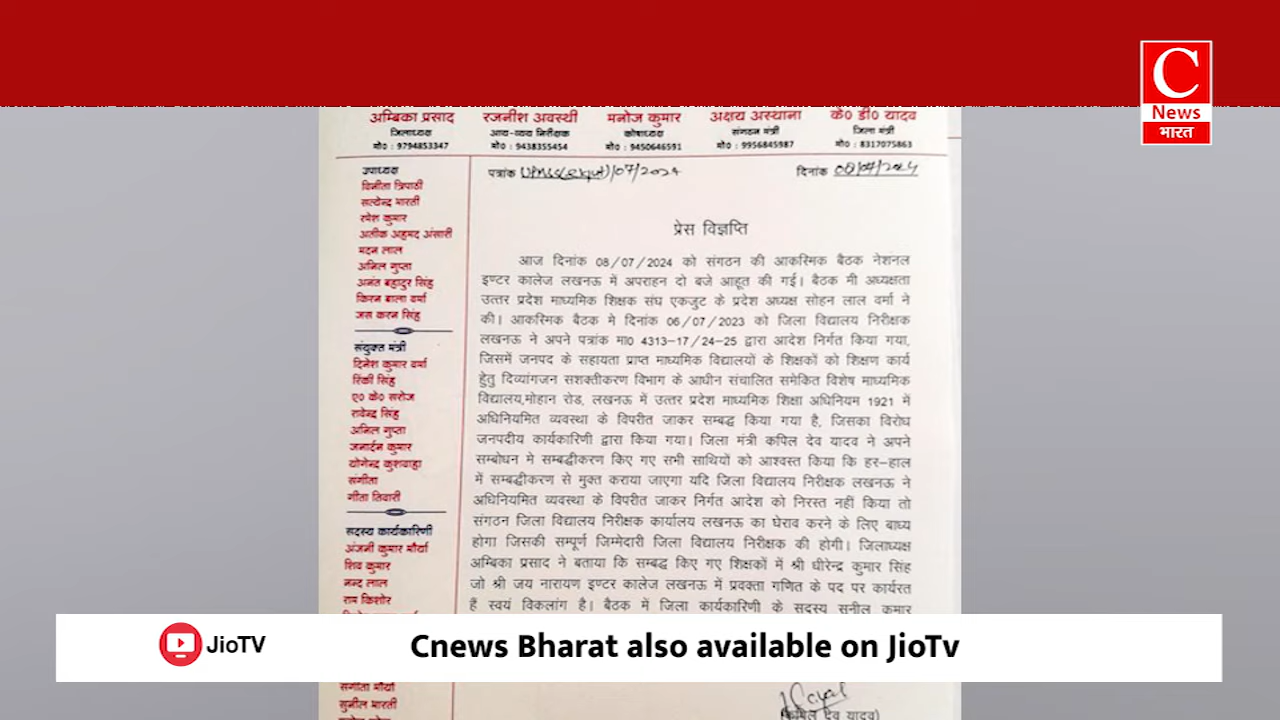 C
News
भारत
अम्बिका प्रसाद रजनीश अवस्थी मनोज कुमार अक्षय अस्थाना के० डी० यादव
जिलाध्यक्ष आय-व्यय निरीक्षक कोषाध्यक्ष संगठन मंत्री जिला मंत्री
मो० : 9794853347 मो० : 9438355454 मो० : 9450646591 मो० : 9956845987 मो० : 8317075863
पत्रांक /07/2024 दिनांक 08/07/2024
उपाध्यक्ष
विनीता त्रिपाठी
सत्येन्द्र भारती
रमेश कुमार
अतीक अहमद अंसारी
मदन लाल
अनिल गुप्ता
अनंत बहादुर सिंह
किरन बाला वर्मा
जस करन सिंह
संयुक्त मंत्री
दिनेश कुमार वर्मा
रिंकी सिंह
ए० के० सरोज
रावेन्द्र सिंह
अनिल गुप्ता
जनार्दन कुमार
योगेन्द्र कुशवाहा
संगीता
गीता तिवारी
सदस्य कार्यकारिणी
अंजनी कुमार मौर्या
शिव कुमार
नन्द लाल
राम किशोर
संगीता मौर्या
सुनील भारती
प्रेस विज्ञप्ति
आज दिनांक 08/07/2024 को संगठन की आकस्मिक बैठक नेशनल
इण्टर कालेज लखनऊ में अपराहन दो बजे आहूत की गई। बैठक मी अध्यक्षता
उत्तर प्रदेश माध्यमिक शिक्षक संघ एकजुट के प्रदेश अध्यक्ष सोहन लाल वर्मा ने
की। आकस्मिक बैठक मे दिनांक 06/07/2023 को जिला विद्यालय निरीक्षक
लखनऊ ने अपने पत्रांक मा0 4313-17/24-25 द्वारा आदेश निर्गत किया गया,
जिसमें जनपद के सहायता प्राप्त माध्यमिक विद्यालयों के शिक्षकों को शिक्षण कार्य
हेतु दिव्यांगजन सशक्तीकरण विभाग के आधीन संचालित समेकित विशेष माध्यमिक
विद्यालय,मोहान रोड, लखनऊ में उत्तर प्रदेश माध्यमिक शिक्षा अधिनियम 1921 में
अधिनियमित व्यवस्था के विपरीत जाकर सम्बद्ध किया गया है, जिसका विरोध
जनपदीय कार्यकारिणी द्वारा किया गया। जिला मंत्री कपिल देव यादव ने अपने
सम्बोधन मे सम्बद्धीकरण किए गए सभी साथियों को आश्वस्त किया कि हर-हाल
में सम्बद्धीकरण से मुक्त कराया जाएगा यदि जिला विद्यालय निरीक्षक लखनऊ ने
अधिनियमित व्यवस्था के विपरीत जाकर निर्गत आदेश को निरस्त नहीं किया तो
संगठन जिला विद्यालय निरीक्षक कार्यालय लखनऊ का घेराव करने के लिए बाध्य
होगा जिसकी सम्पूर्ण जिम्मेदारी जिला विद्यालय निरीक्षक की होगी। जिलाध्यक्ष
अम्बिका प्रसाद ने बताया कि सम्बद्ध किए गए शिक्षकों में श्री धीरेन्द्र कुमार सिंह
जो श्री जय नारायण इण्टर कालेज लखनऊ में प्रवक्ता गणित के पद पर कार्यरत
हैं स्वयं विकलांग है। बैठक में जिला कार्यकारिणी के सदस्य सुनील कुमार
(कपिल देव यादव)
JioTV
Cnews Bharat also available on JioTv